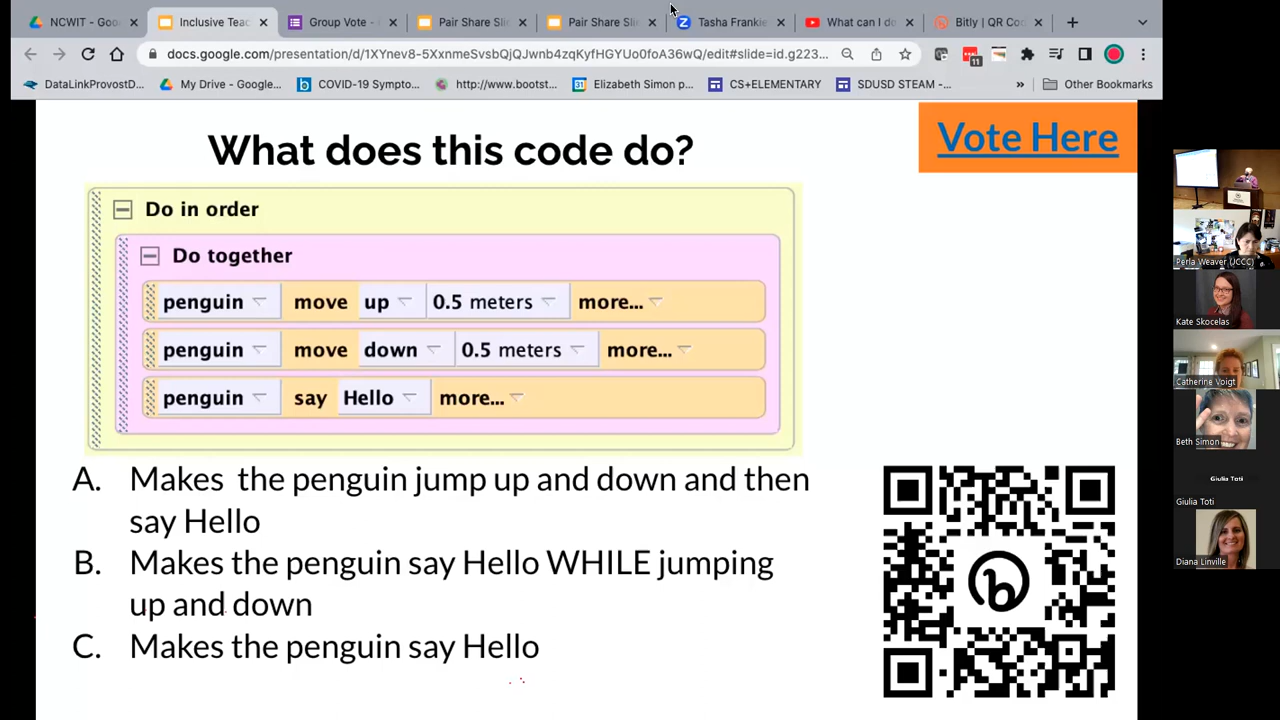 NCWIT - Goo
Inclusive Teac
Group Vote -
Pair Share Sli
Pair Share Sli
Tasha Frankie
What can I do
Bitly | QR Co
docs.google.com/presentation/d/1XYnev8-5XxnmeSvsbQjQJwnb4zqKyfHGYUo0foA36wQ/edit#slide=id.g223...
11
DataLinkProvostD...
My Drive - Google...
COVID-19 Sympto...
http://www.bootst...
Elizabeth Simon p...
CS+ELEMENTARY
SDUSD STEAM -...
»
Other Bookmarks
What does this code do?
Vote Here
Do in order
Do together
penguin move up 0.5 meters more...
penguin move down 0.5 meters more...
penguin say Hello more...
A. Makes the penguin jump up and down and then
say Hello
B. Makes the penguin say Hello WHILE jumping
up and down
C. Makes the penguin say Hello
Perla Weaver (JCCC)
Kate Skocelas
Catherine Voigt
Beth Simon
Giulia Toti
Giulia Toti
Diana Linville